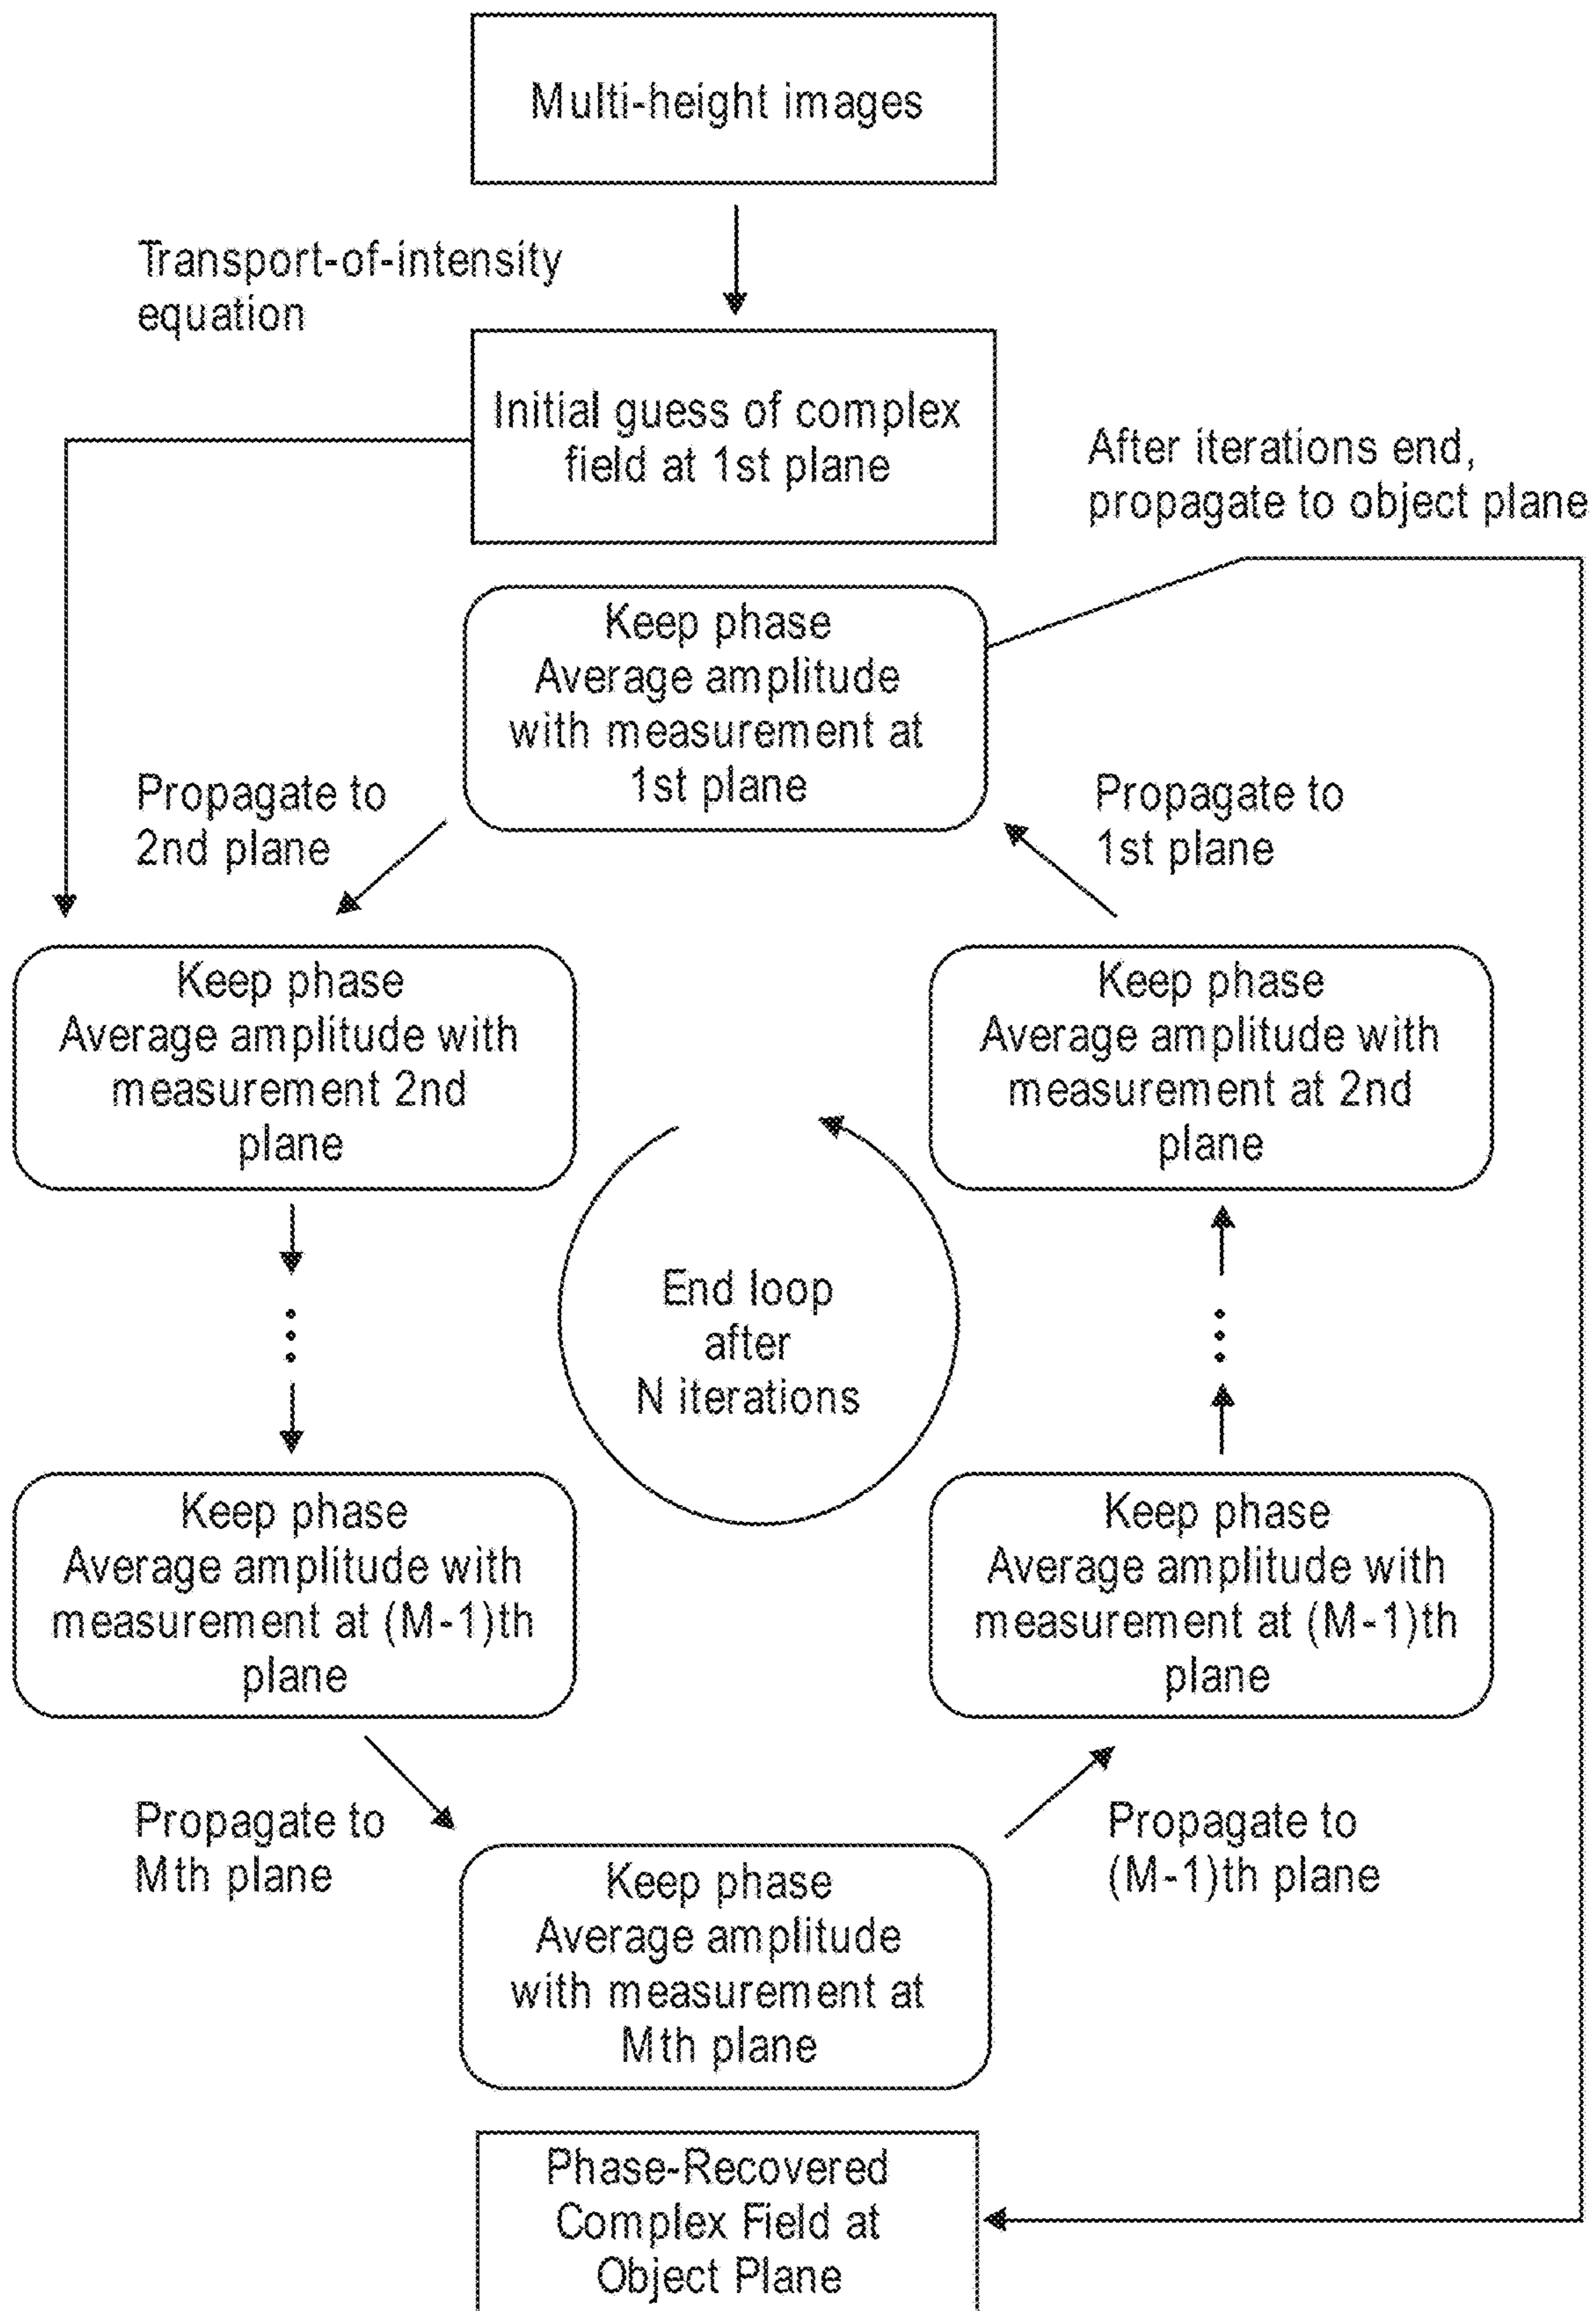 Multi-height images
Transport-of-intensity
equation
Initial guess of complex
field at 1st plane
After iterations end,
propagate to object plane
Keep phase
Average amplitude
with measurement at
1st plane
Propagate to
2nd plane
Propagate to
1st plane
Keep phase
Average amplitude with
measurement 2nd
plane
Keep phase
Average amplitude with
measurement at 2nd
plane
End loop
after
N iterations
Keep phase
Average amplitude with
measurement at (M-1)th
plane
Keep phase
Average amplitude with
measurement at (M-1)th
plane
Propagate to
Mth plane
Propagate to
(M-1)th plane
Keep phase
Average amplitude
with measurement at
Mth plane
Phase-Recovered
Complex Field at
Object Plane